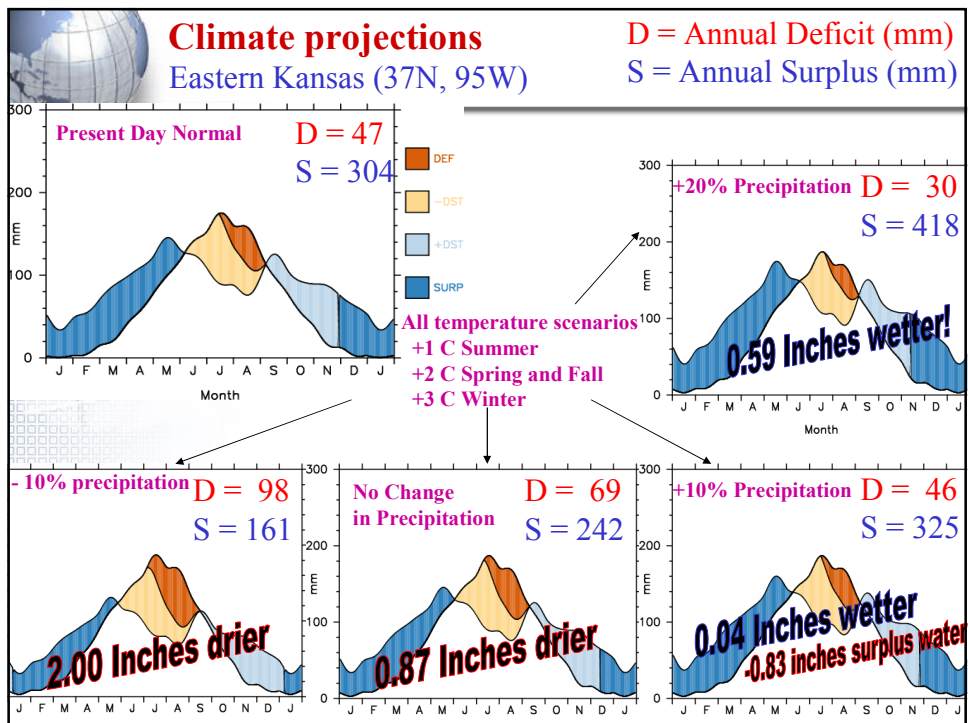 Climate projections
Eastern Kansas (37N, 95W)
D = Annual Deficit (mm)
S = Annual Surplus (mm)
300
200
100
0
mm
Present Day Normal
D = 47
S = 304
J F M A M J J A S O N D J
Month
DEF
-DST
+DST
SURP
All temperature scenarios
+1 C Summer
+2 C Spring and Fall
+3 C Winter
300
200
100
0
mm
+20% Precipitation
D = 30
S = 418
0.59 Inches wetter!
J F M A M J J A S O N D J
Month
- 10% precipitation
D = 98
S = 161
2.00 Inches drier
J F M A M J J A S O N D J
300
200
100
0
mm
No Change
in Precipitation
D = 69
S = 242
0.87 Inches drier
J F M A M J J A S O N D J
300
200
100
0
mm
+10% Precipitation
D = 46
S = 325
0.04 Inches wetter
-0.83 inches surplus water
J F M A M J J A S O N D J